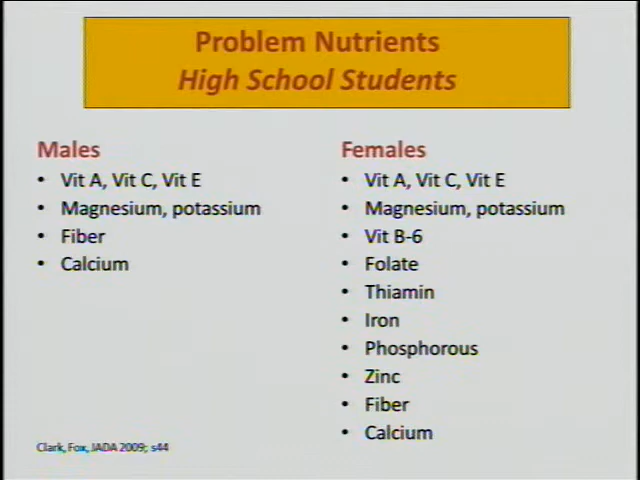 Problem Nutrients
High School Students
Males
• Vit A, Vit C, Vit E
• Magnesium, potassium
• Fiber
• Calcium
Females
• Vit A, Vit C, Vit E
• Magnesium, potassium
• Vit B-6
• Folate
• Thiamin
• Iron
• Phosphorous
• Zinc
• Fiber
• Calcium
Clark, Fox, JADA 2009; s44